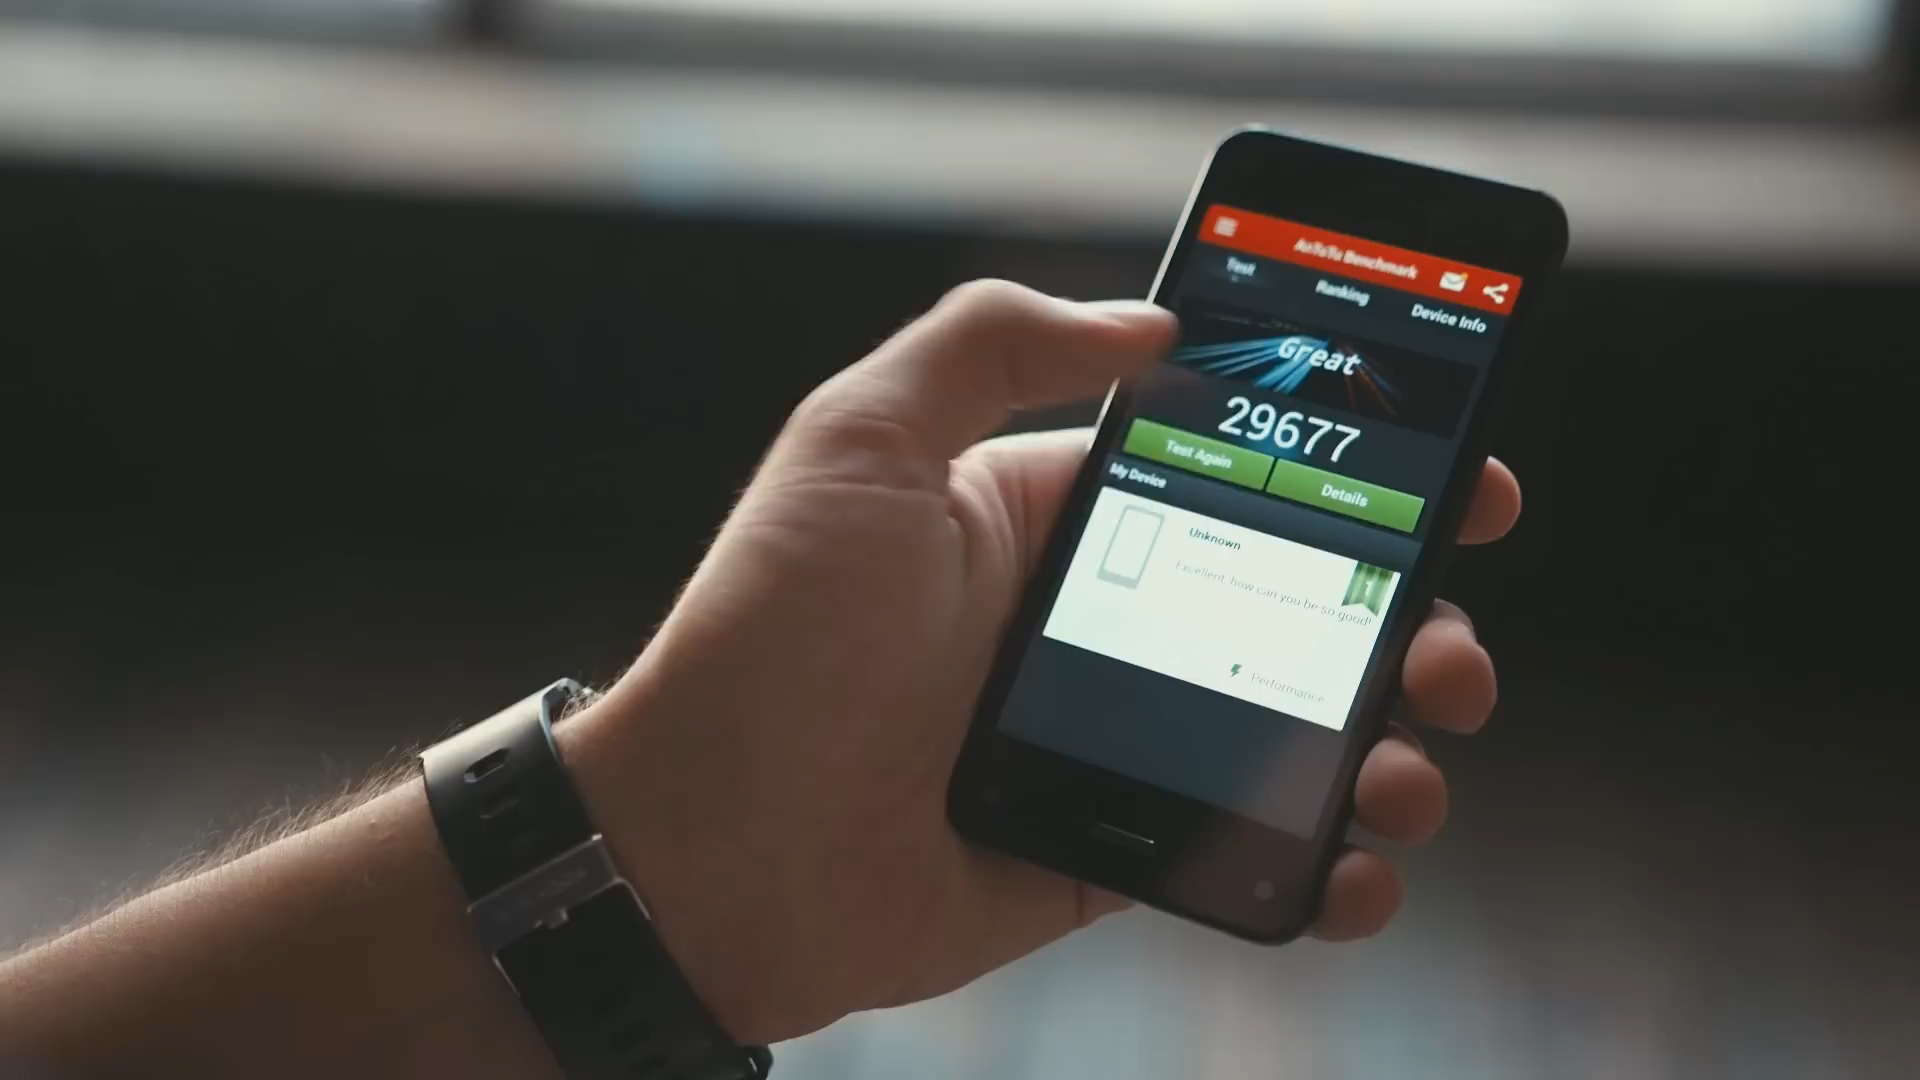 AnTuTu Benchmark
Test Ranking Device Info
Great
29677
Test Again Details
My Device
Unknown
1
Excellent, how can you be so good!
Performance